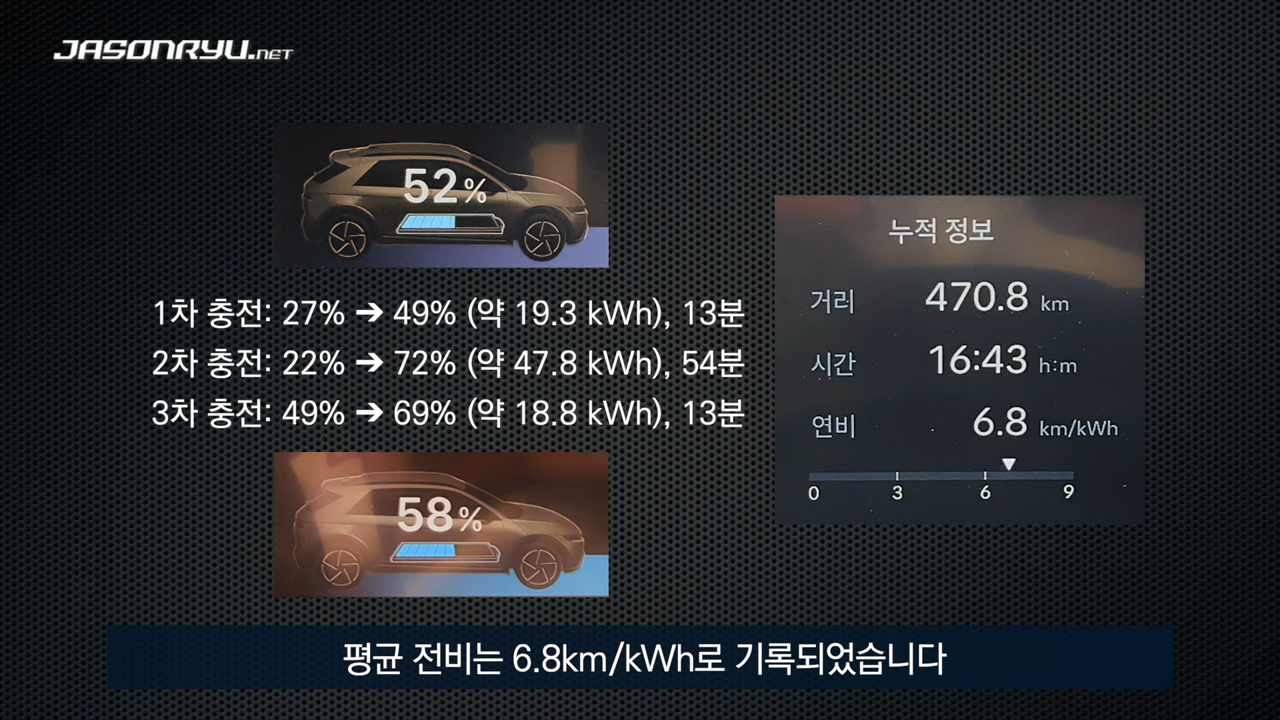 JASONRYU.NET
52%
1차 충전: 27% ➔ 49% (약 19.3 kWh), 13분
2차 충전: 22% ➔ 72% (약 47.8 kWh), 54분
3차 충전: 49% ➔ 69% (약 18.8 kWh), 13분
58%
누적 정보
거리 470.8 km
시간 16:43 h:m
연비 6.8 km/kWh
0 3 6 9
평균 전비는 6.8km/kWh로 기록되었습니다